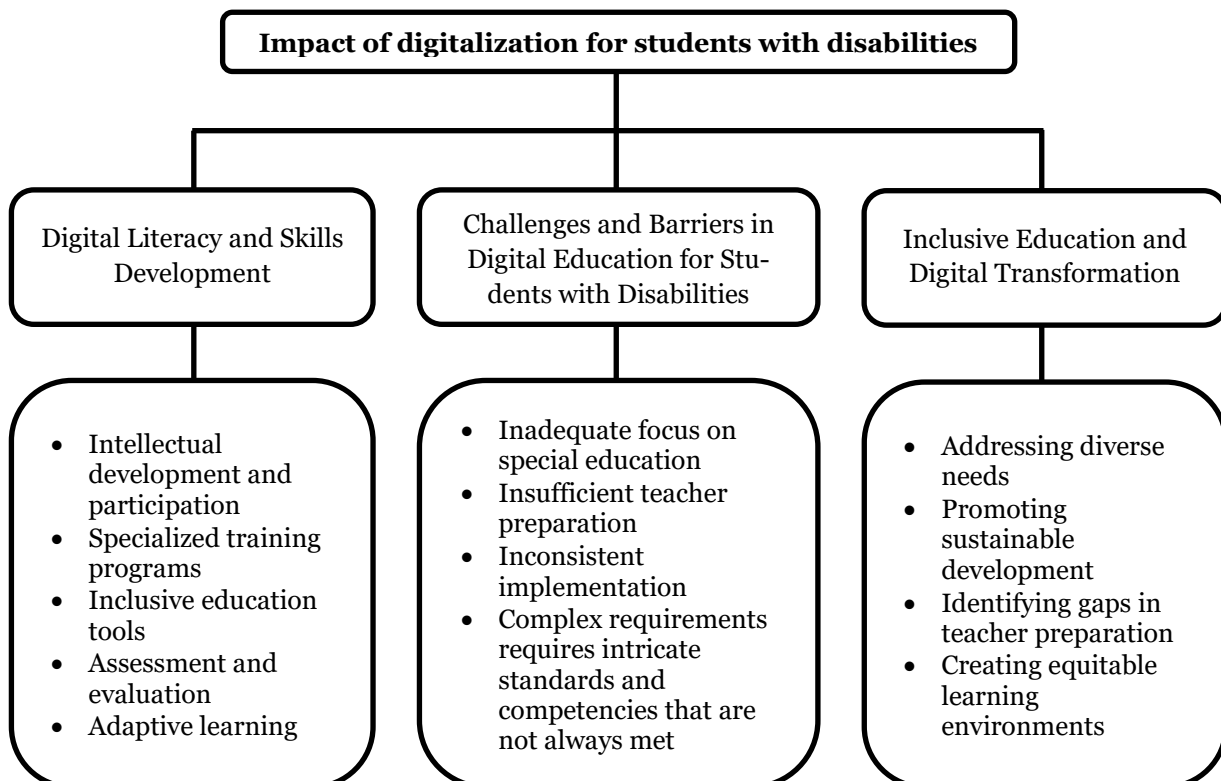 Impact of digitalization for students with disabilities
Digital Literacy and Skills
Development
Challenges and Barriers in
Digital Education for Stu-
dents with Disabilities
Inclusive Education and
Digital Transformation
• Intellectual
development and
participation
• Specialized training
programs
• Inclusive education
tools
• Assessment and
evaluation
• Adaptive learning
• Inadequate focus on
special education
• Insufficient teacher
preparation
• Inconsistent
implementation
• Complex requirements
requires intricate
standards and
competencies that are
not always met
• Addressing diverse
needs
• Promoting
sustainable
development
• Identifying gaps in
teacher preparation
• Creating equitable
learning
environments